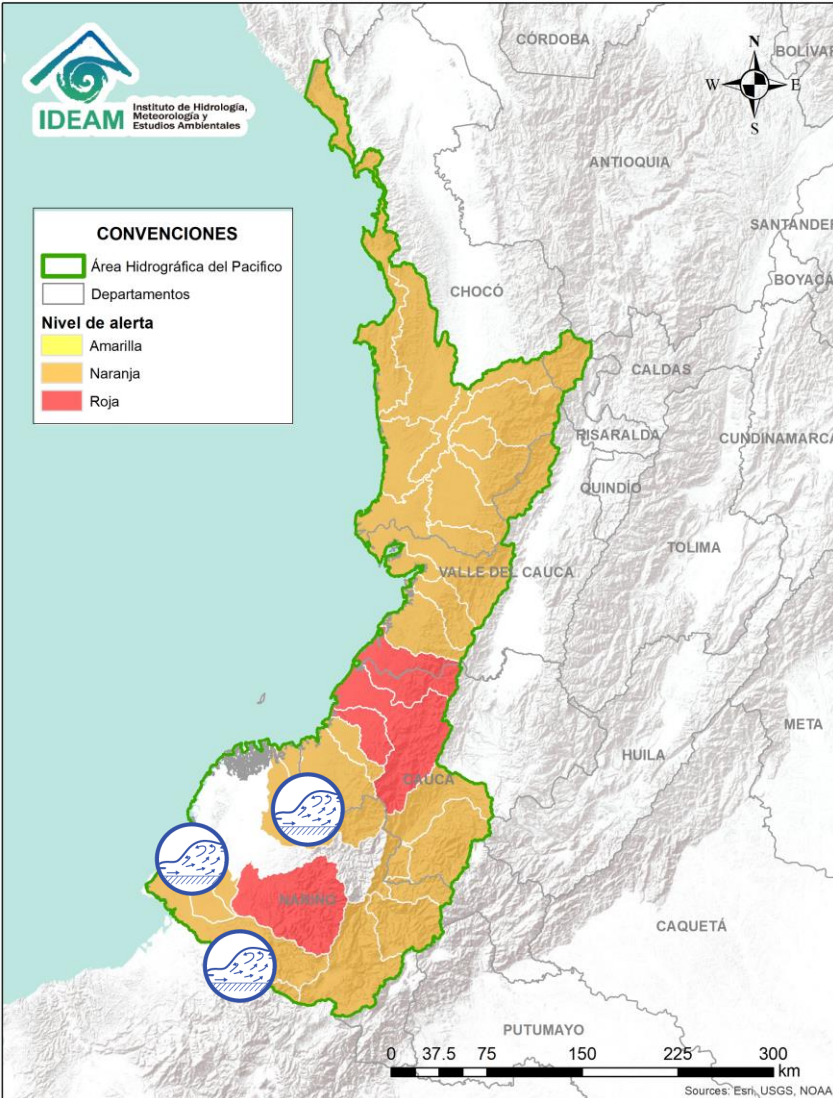 IDEAM
Instituto de Hidrología,
Meteorología y
Estudios Ambientales
N
W
E
S
CÓRDOBA
BOLÍVAR
ANTIOQUIA
SANTANDER
BOYACÁ
CHOCÓ
CALDAS
RISARALDA
CUNDINAMARCA
QUINDÍO
TOLIMA
VALLE DEL CAUCA
META
HUILA
CAUCA
NARIÑO
CAQUETÁ
PUTUMAYO
CONVENCIONES
Área Hidrográfica del Pacifico
Departamentos
Nivel de alerta
Amarilla
Naranja
Roja
0 37.5 75 150 225 300
km
Sources: Esri, USGS, NOAA